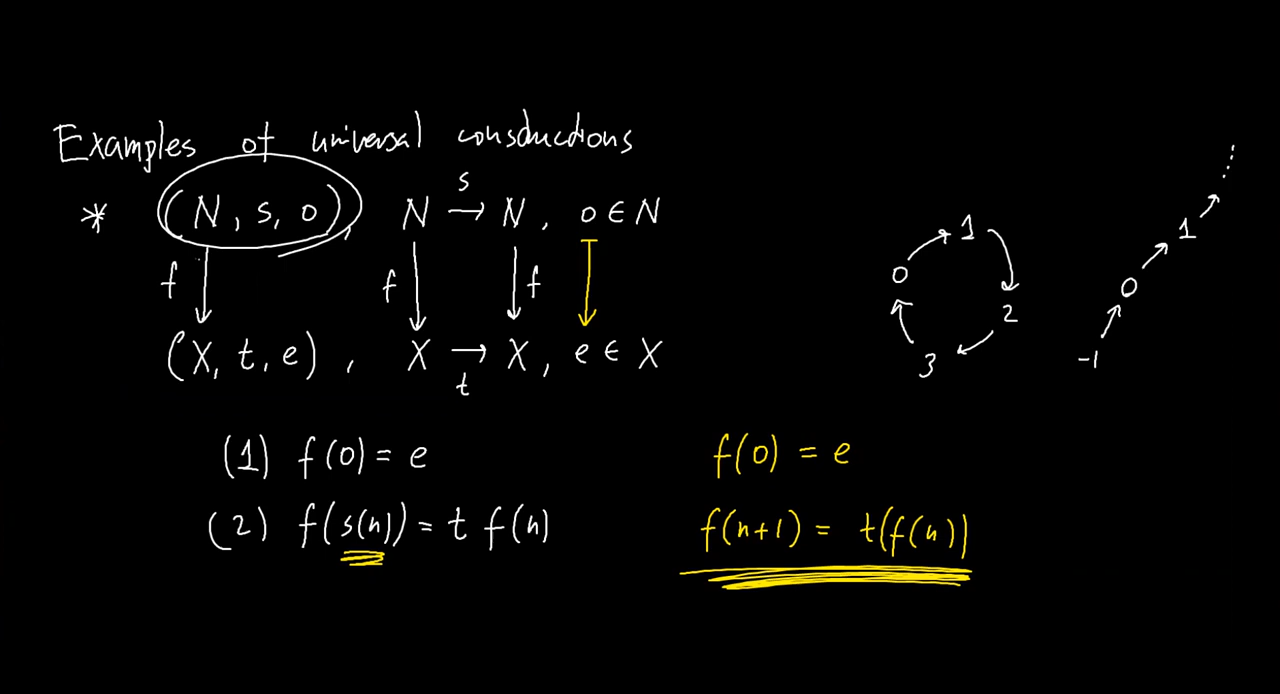 Examples of universal constructions
* (N, s, 0), N →s N, 0 ∈ N
f f f
(X, t, e), X →t X, e ∈ X
(1) f(0) = e
(2) f(s(n)) = t f(n)
f(0) = e
f(n+1) = t(f(n))
0 1 2 3
-1 0 1 ⋮